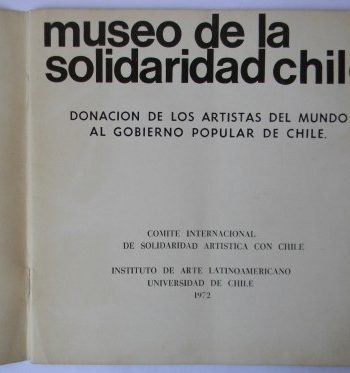 museo de la
solidaridad chile
DONACION DE LOS ARTISTAS DEL MUNDO
AL GOBIERNO POPULAR DE CHILE.
COMITE INTERNACIONAL
DE SOLIDARIDAD ARTISTICA CON CHILE
INSTITUTO DE ARTE LATINOAMERICANO
UNIVERSIDAD DE CHILE
1972